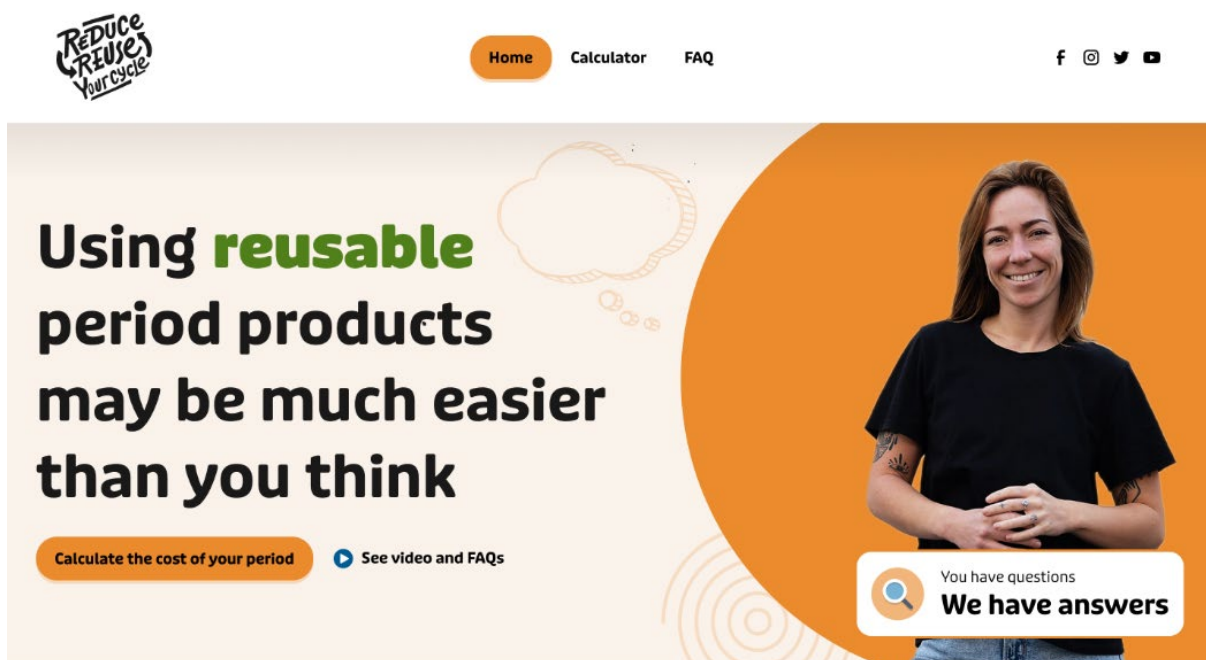 REDUCE
REUSE
YOUR CYCLE
Home
Calculator
FAQ
Using reusable
period products
may be much easier
than you think
Calculate the cost of your period
See video and FAQs
You have questions
We have answers